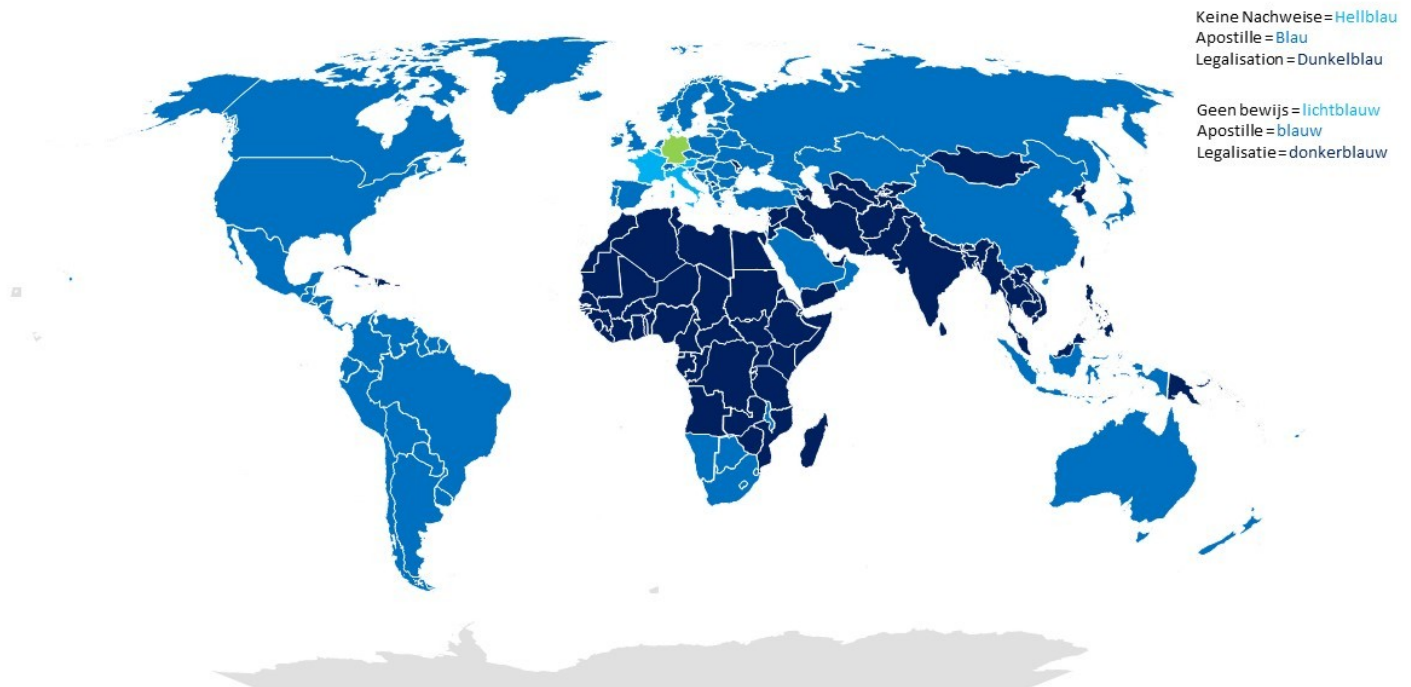 Keine Nachweise = Hellblau
Apostille = Blau
Legalisation = Dunkelblau
Geen bewijs = lichtblauw
Apostille = blauw
Legalisatie = donkerblauw